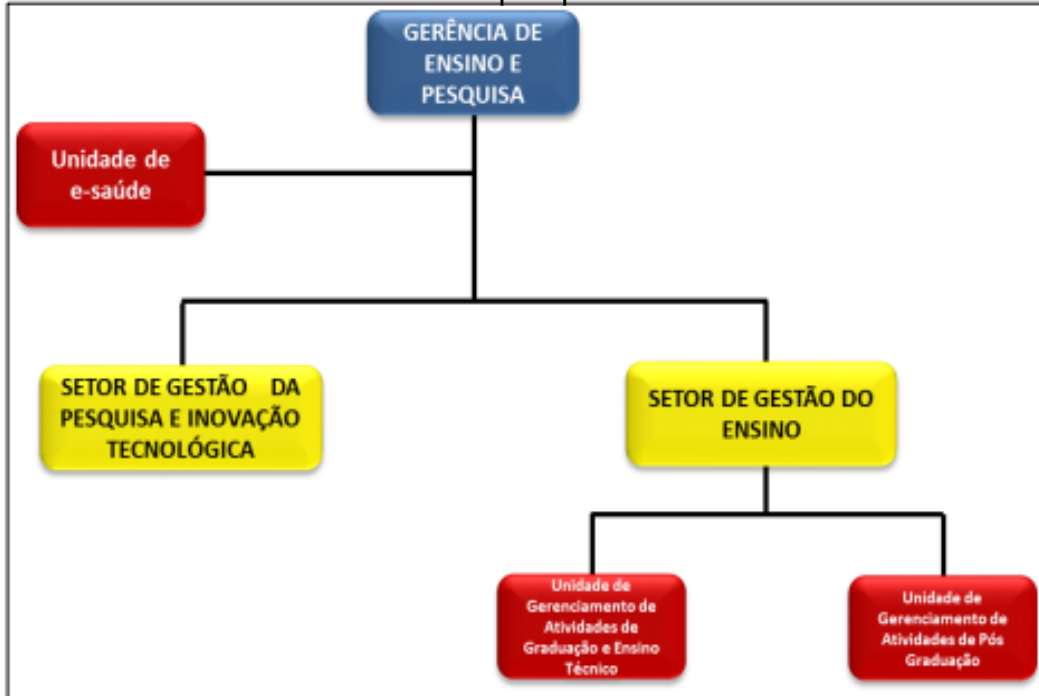 GERÊNCIA DE
ENSINO E
PESQUISA
Unidade de
e-saúde
SETOR DE GESTÃO DA
PESQUISA E INOVAÇÃO
TECNOLÓGICA
SETOR DE GESTÃO DO
ENSINO
Unidade de
Gerenciamento de
Atividades de
Graduação e Ensino
Técnico
Unidade de
Gerenciamento de
Atividades de Pós
Graduação